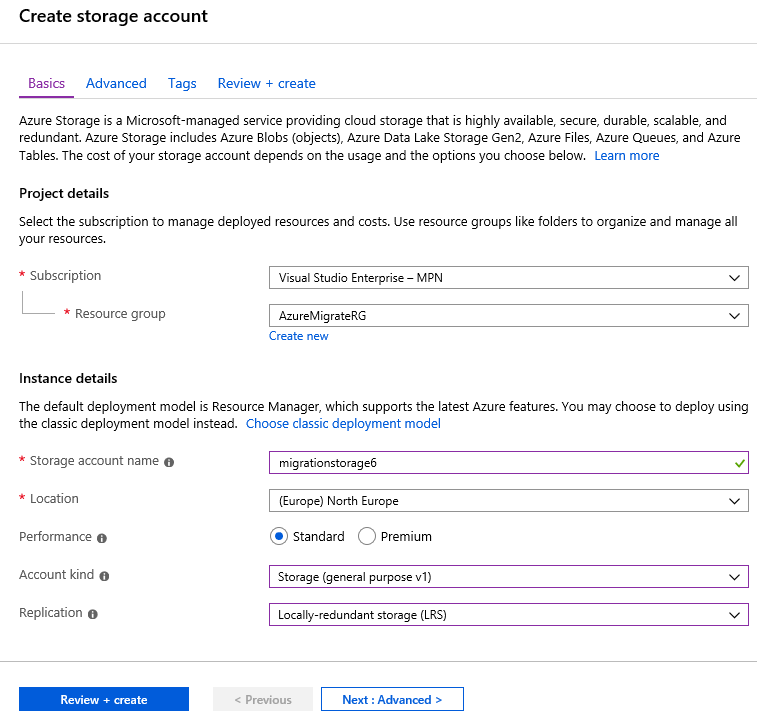 Create storage account
Basics Advanced Tags Review + create
Azure Storage is a Microsoft-managed service providing cloud storage that is highly available, secure, durable, scalable, and
redundant. Azure Storage includes Azure Blobs (objects), Azure Data Lake Storage Gen2, Azure Files, Azure Queues, and Azure
Tables. The cost of your storage account depends on the usage and the options you choose below. Learn more
Project details
Select the subscription to manage deployed resources and costs. Use resource groups like folders to organize and manage all
your resources.
* Subscription Visual Studio Enterprise – MPN
* Resource group AzureMigrateRG
Create new
Instance details
The default deployment model is Resource Manager, which supports the latest Azure features. You may choose to deploy using
the classic deployment model instead. Choose classic deployment model
* Storage account name migrationstorage6
* Location (Europe) North Europe
Performance Standard Premium
Account kind Storage (general purpose v1)
Replication Locally-redundant storage (LRS)
Review + create < Previous Next : Advanced >